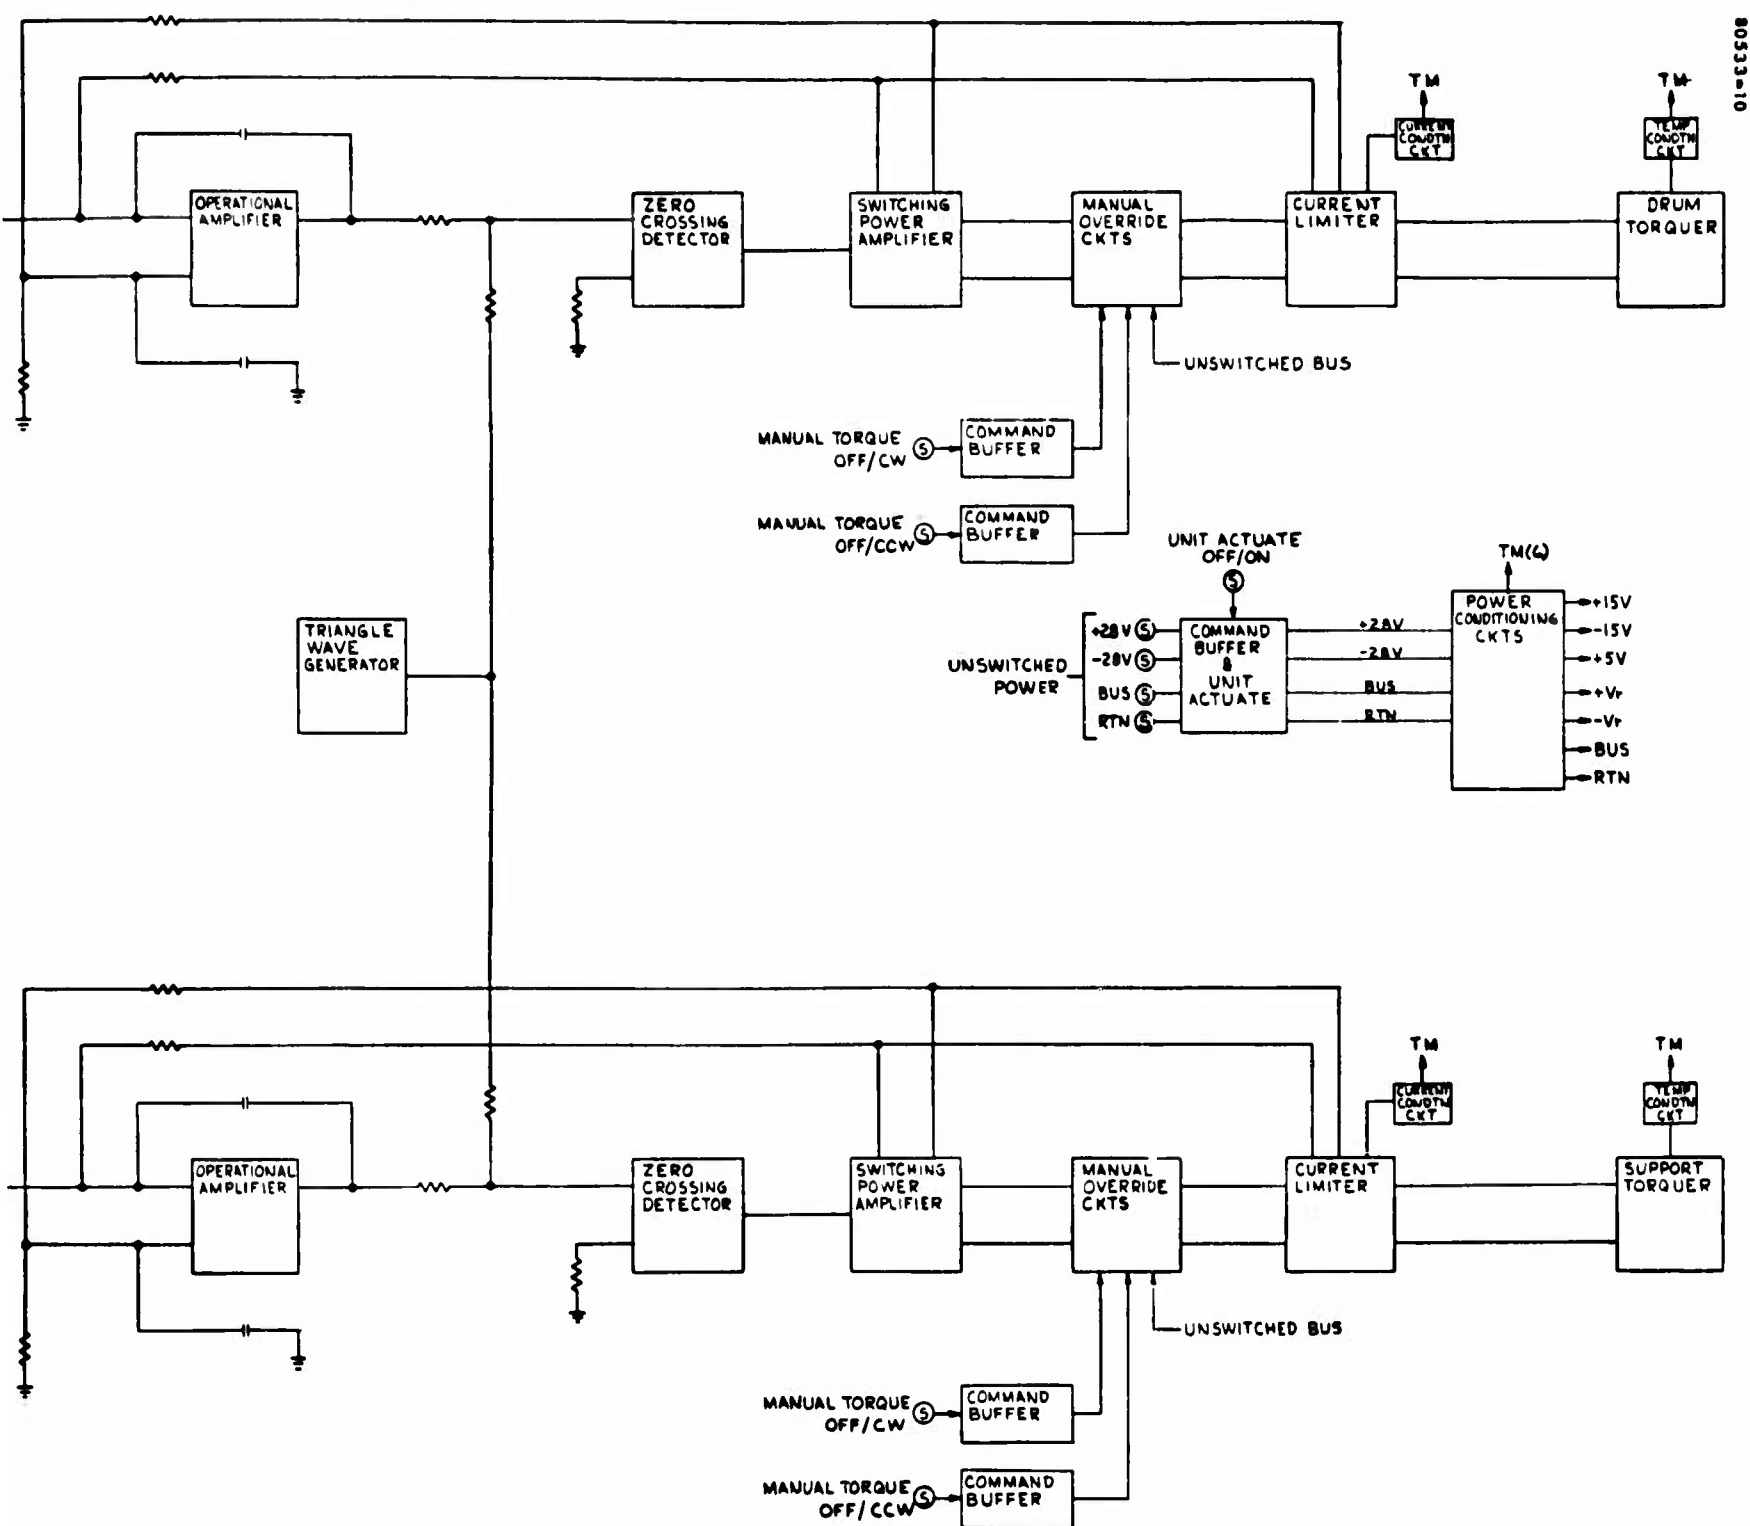 80533-10
TM
TM
CURRENT
CONDTN
CKT
TEMP
CONDTN
CKT
OPERATIONAL
AMPLIFIER
ZERO
CROSSING
DETECTOR
SWITCHING
POWER
AMPLIFIER
MANUAL
OVERRIDE
CKTS
CURRENT
LIMITER
DRUM
TORQUER
UNSWITCHED BUS
MANUAL TORQUE
OFF/CW
S
COMMAND
BUFFER
MANUAL TORQUE
OFF/CCW
S
COMMAND
BUFFER
UNIT ACTUATE
OFF/ON
S
TM(4)
TRIANGLE
WAVE
GENERATOR
UNSWITCHED
POWER
+28V S
-28V S
BUS S
RTN S
COMMAND
BUFFER
&
UNIT
ACTUATE
+28V
-28V
BUS
RTN
POWER
CONDITIONING
CKTS
+15V
-15V
+5V
+Vr
-Vr
BUS
RTN
TM
TM
CURRENT
CONDTN
CKT
TEMP
CONDTN
CKT
OPERATIONAL
AMPLIFIER
ZERO
CROSSING
DETECTOR
SWITCHING
POWER
AMPLIFIER
MANUAL
OVERRIDE
CKTS
CURRENT
LIMITER
SUPPORT
TORQUER
UNSWITCHED BUS
MANUAL TORQUE
OFF/CW
S
COMMAND
BUFFER
MANUAL TORQUE
OFF/CCW
S
COMMAND
BUFFER